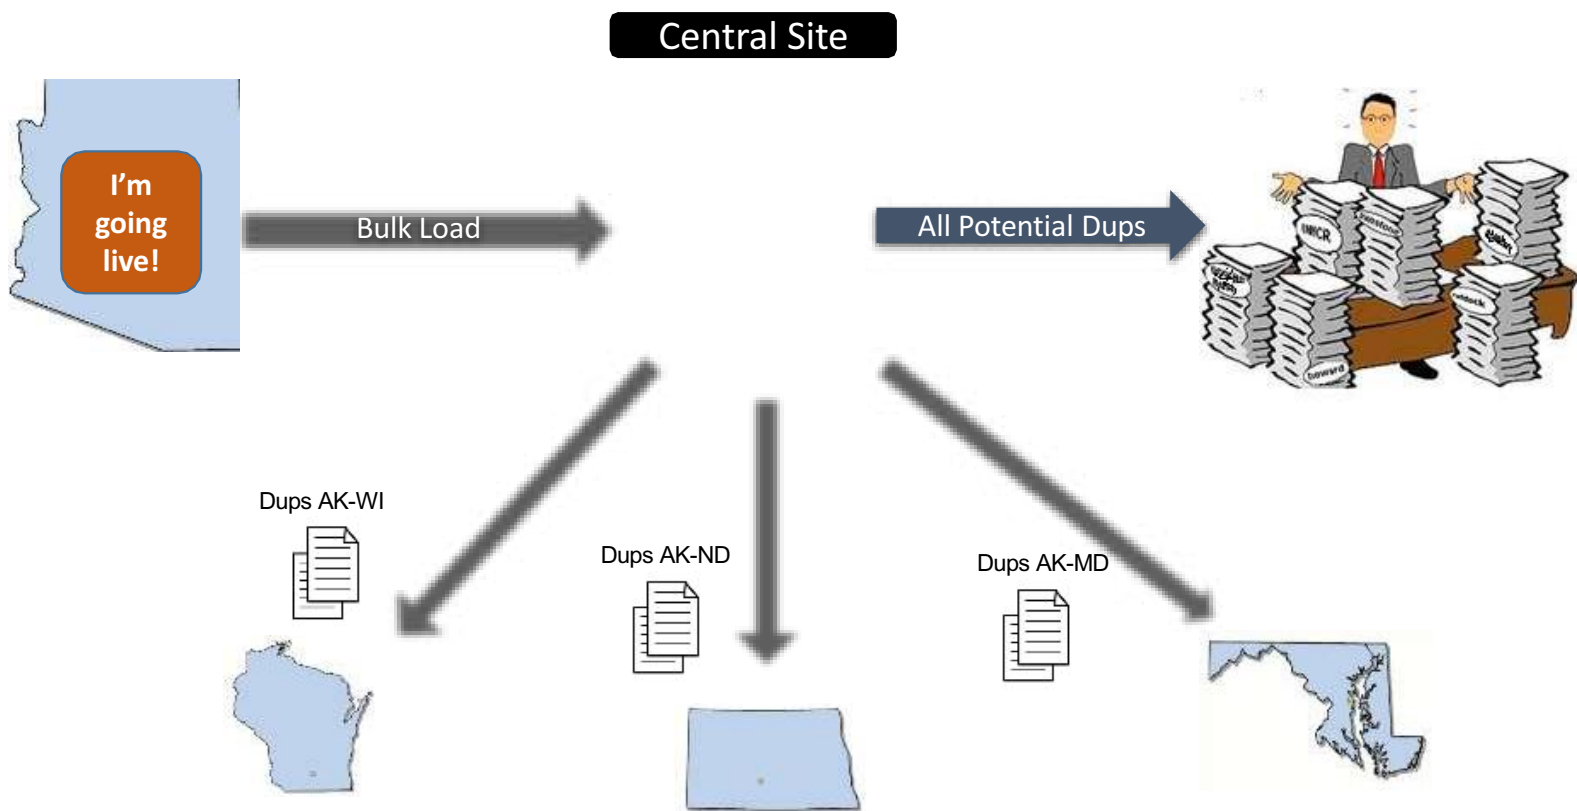 Central Site
I'm
going
live!
Bulk Load
All Potential Dups
Dups AK-WI
Dups AK-ND
Dups AK-MD